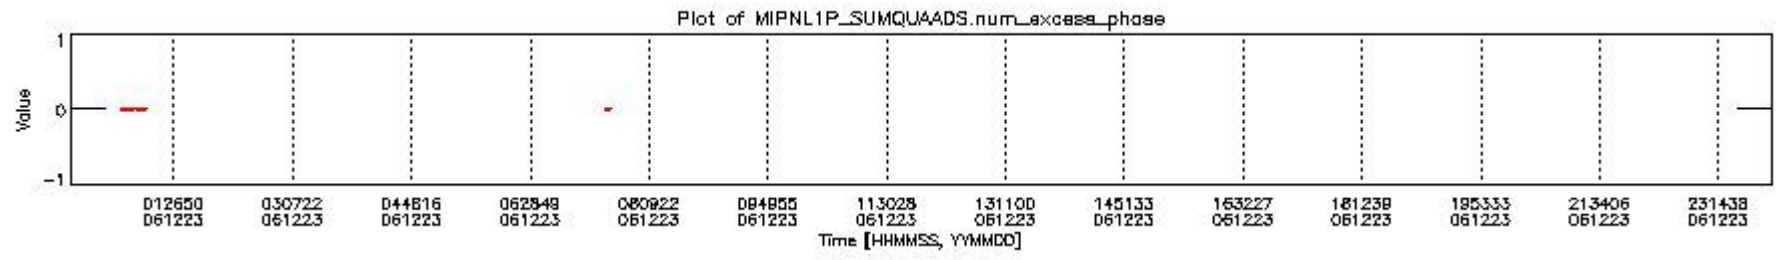 Plot of MIPNL1P_SUMQUAADS.num_excess_phase
1
Value
0
-1
012650 030722 044816 062849 080922 094955 113028 131100 145133 163227 181239 195333 213406 231438
061223 061223 061223 061223 061223 061223 061223 061223 061223 061223 061223 061223 061223 061223
Time [HHMMSS, YYMMDD]